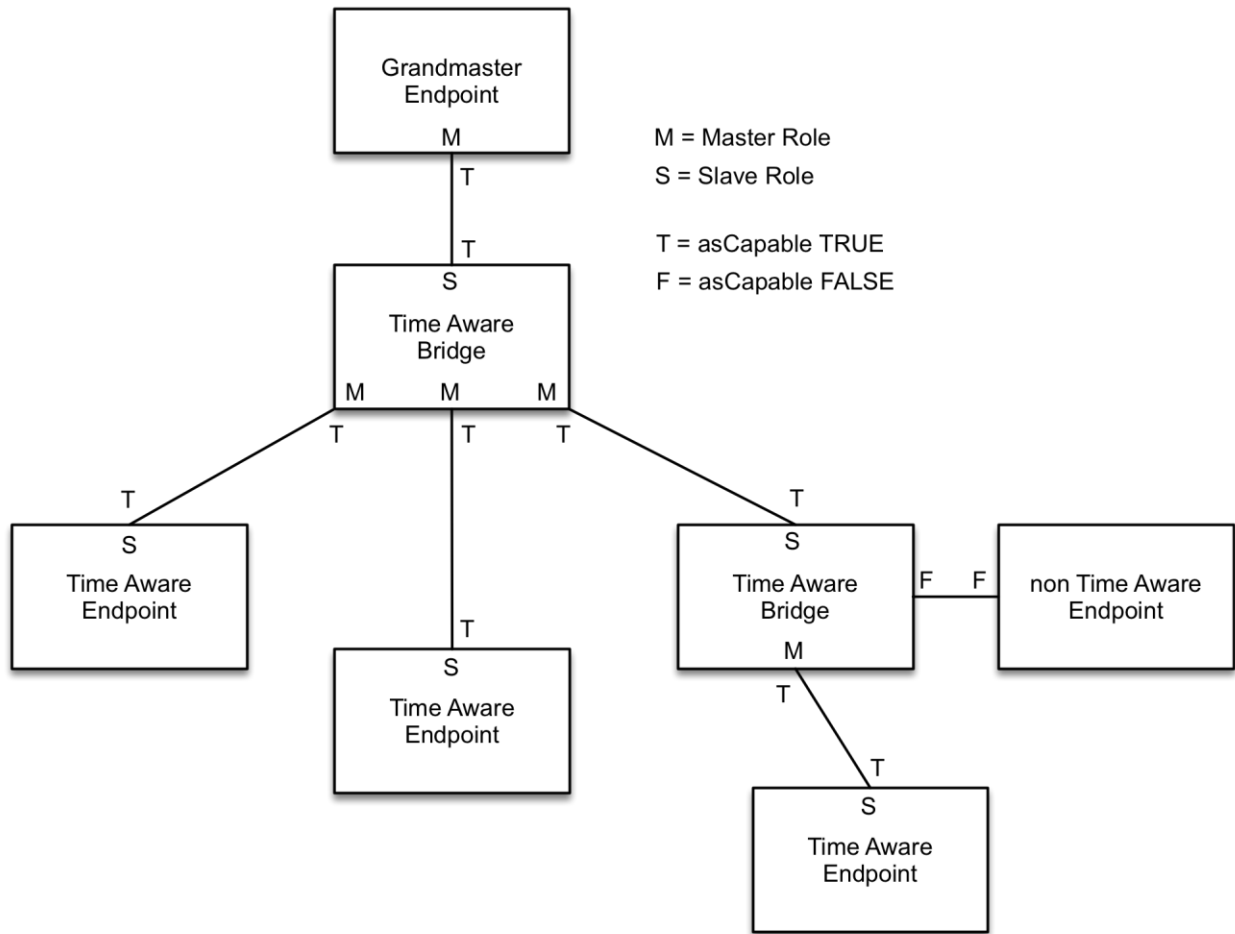 Grandmaster
Endpoint
M
M = Master Role
T
S = Slave Role
T
T = asCapable TRUE
S
F = asCapable FALSE
Time Aware
Bridge
M M M
T T T
T T
S S
Time Aware
Endpoint
Time Aware
Bridge
F F
non Time Aware
Endpoint
T
S
M
Time Aware
Endpoint
T
T
S
Time Aware
Endpoint